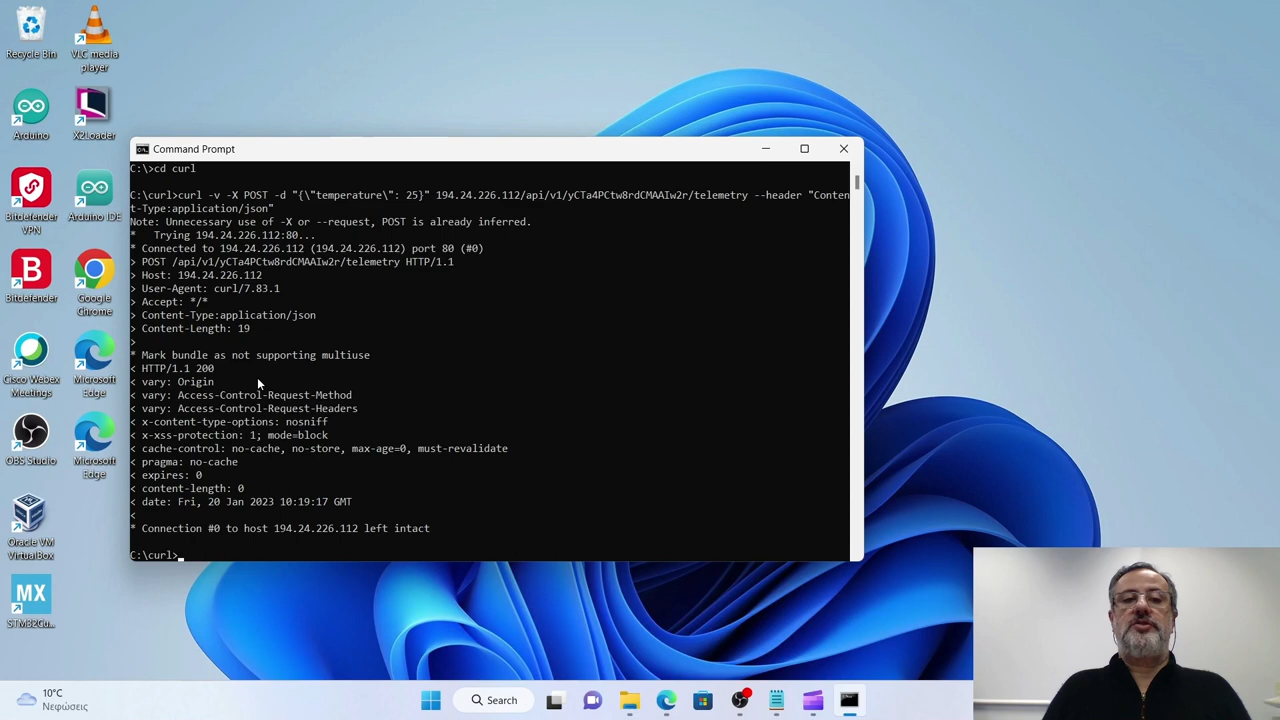 Recycle Bin
VLC media
player
Arduino
X2Loader
Bitdefender
VPN
Arduino IDE
Bitdefender
Google
Chrome
Cisco Webex
Meetings
Microsoft
Edge
OBS Studio
Microsoft
Edge
Oracle VM
VirtualBox
MX
STM32Cu...
Command Prompt
C:\>cd curl
C:\curl>curl -v -X POST -d "{\"temperature\": 25}" 194.24.226.112/api/v1/yCTa4PCtw8rdCMAAIw2r/telemetry --header "Conten
t-Type:application/json"
Note: Unnecessary use of -X or --request, POST is already inferred.
*   Trying 194.24.226.112:80...
* Connected to 194.24.226.112 (194.24.226.112) port 80 (#0)
> POST /api/v1/yCTa4PCtw8rdCMAAIw2r/telemetry HTTP/1.1
> Host: 194.24.226.112
> User-Agent: curl/7.83.1
> Accept: */*
> Content-Type:application/json
> Content-Length: 19
>
* Mark bundle as not supporting multiuse
< HTTP/1.1 200
< vary: Origin
< vary: Access-Control-Request-Method
< vary: Access-Control-Request-Headers
< x-content-type-options: nosniff
< x-xss-protection: 1; mode=block
< cache-control: no-cache, no-store, max-age=0, must-revalidate
< pragma: no-cache
< expires: 0
< content-length: 0
< date: Fri, 20 Jan 2023 10:19:17 GMT
<
* Connection #0 to host 194.24.226.112 left intact
C:\curl>
10°C
Νεφώσεις
Search